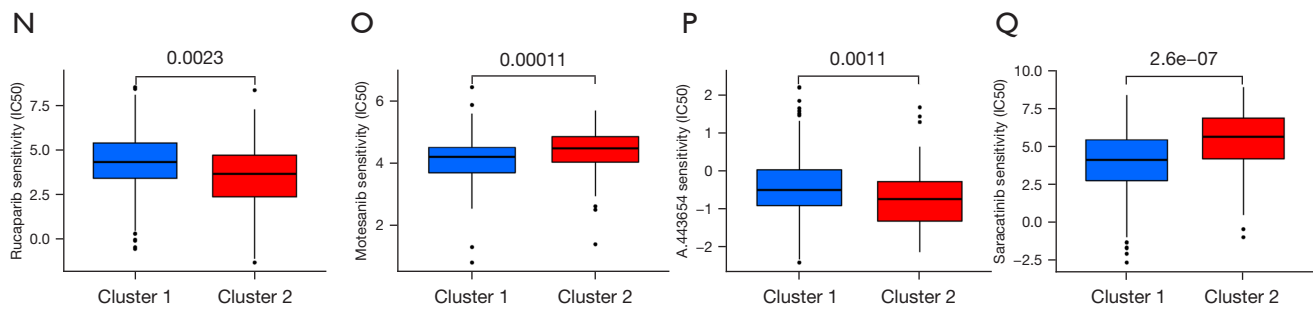 N
0.0023
Rucaparib sensitivity (IC50)
7.5
5.0
2.5
0.0
Cluster 1 Cluster 2
O
0.00011
Motesanib sensitivity (IC50)
6
4
2
Cluster 1 Cluster 2
P
0.0011
A.443654 sensitivity (IC50)
2
1
0
−1
−2
Cluster 1 Cluster 2
Q
2.6e−07
Saracatinib sensitivity (IC50)
10.0
7.5
5.0
2.5
0.0
−2.5
Cluster 1 Cluster 2